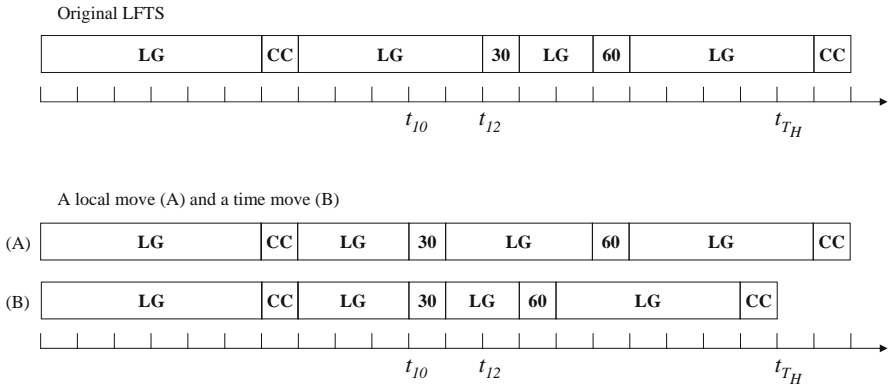 Original LFTS
LG CC LG 30 LG 60 LG CC
t10 t12 tTH
A local move (A) and a time move (B)
(A) LG CC LG 30 LG 60 LG CC
(B) LG CC LG 30 LG 60 LG CC
t10 t12 tTH